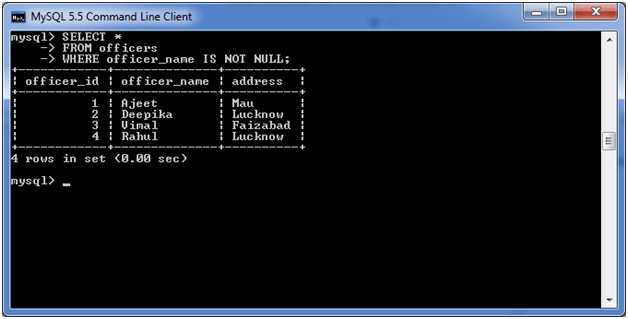 MySQL 5.5 Command Line Client
mysql> SELECT *
    -> FROM officers
    -> WHERE officer_name IS NOT NULL;
+------------+--------------+----------+
| officer_id | officer_name | address  |
+------------+--------------+----------+
|          1 | Ajeet        | Mau      |
|          2 | Deepika      | Lucknow  |
|          3 | Vimal        | Faizabad |
|          4 | Rahul        | Lucknow  |
+------------+--------------+----------+
4 rows in set (0.00 sec)
mysql> _